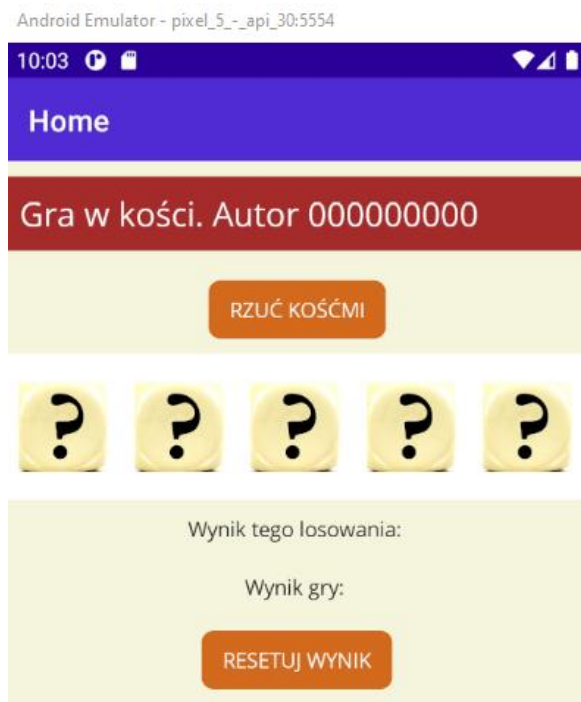 Android Emulator - pixel_5_-_api_30:5554
10:03
Home
Gra w kości. Autor 000000000
RZUĆ KOŚĆMI
? ? ? ? ?
Wynik tego losowania:
Wynik gry:
RESETUJ WYNIK